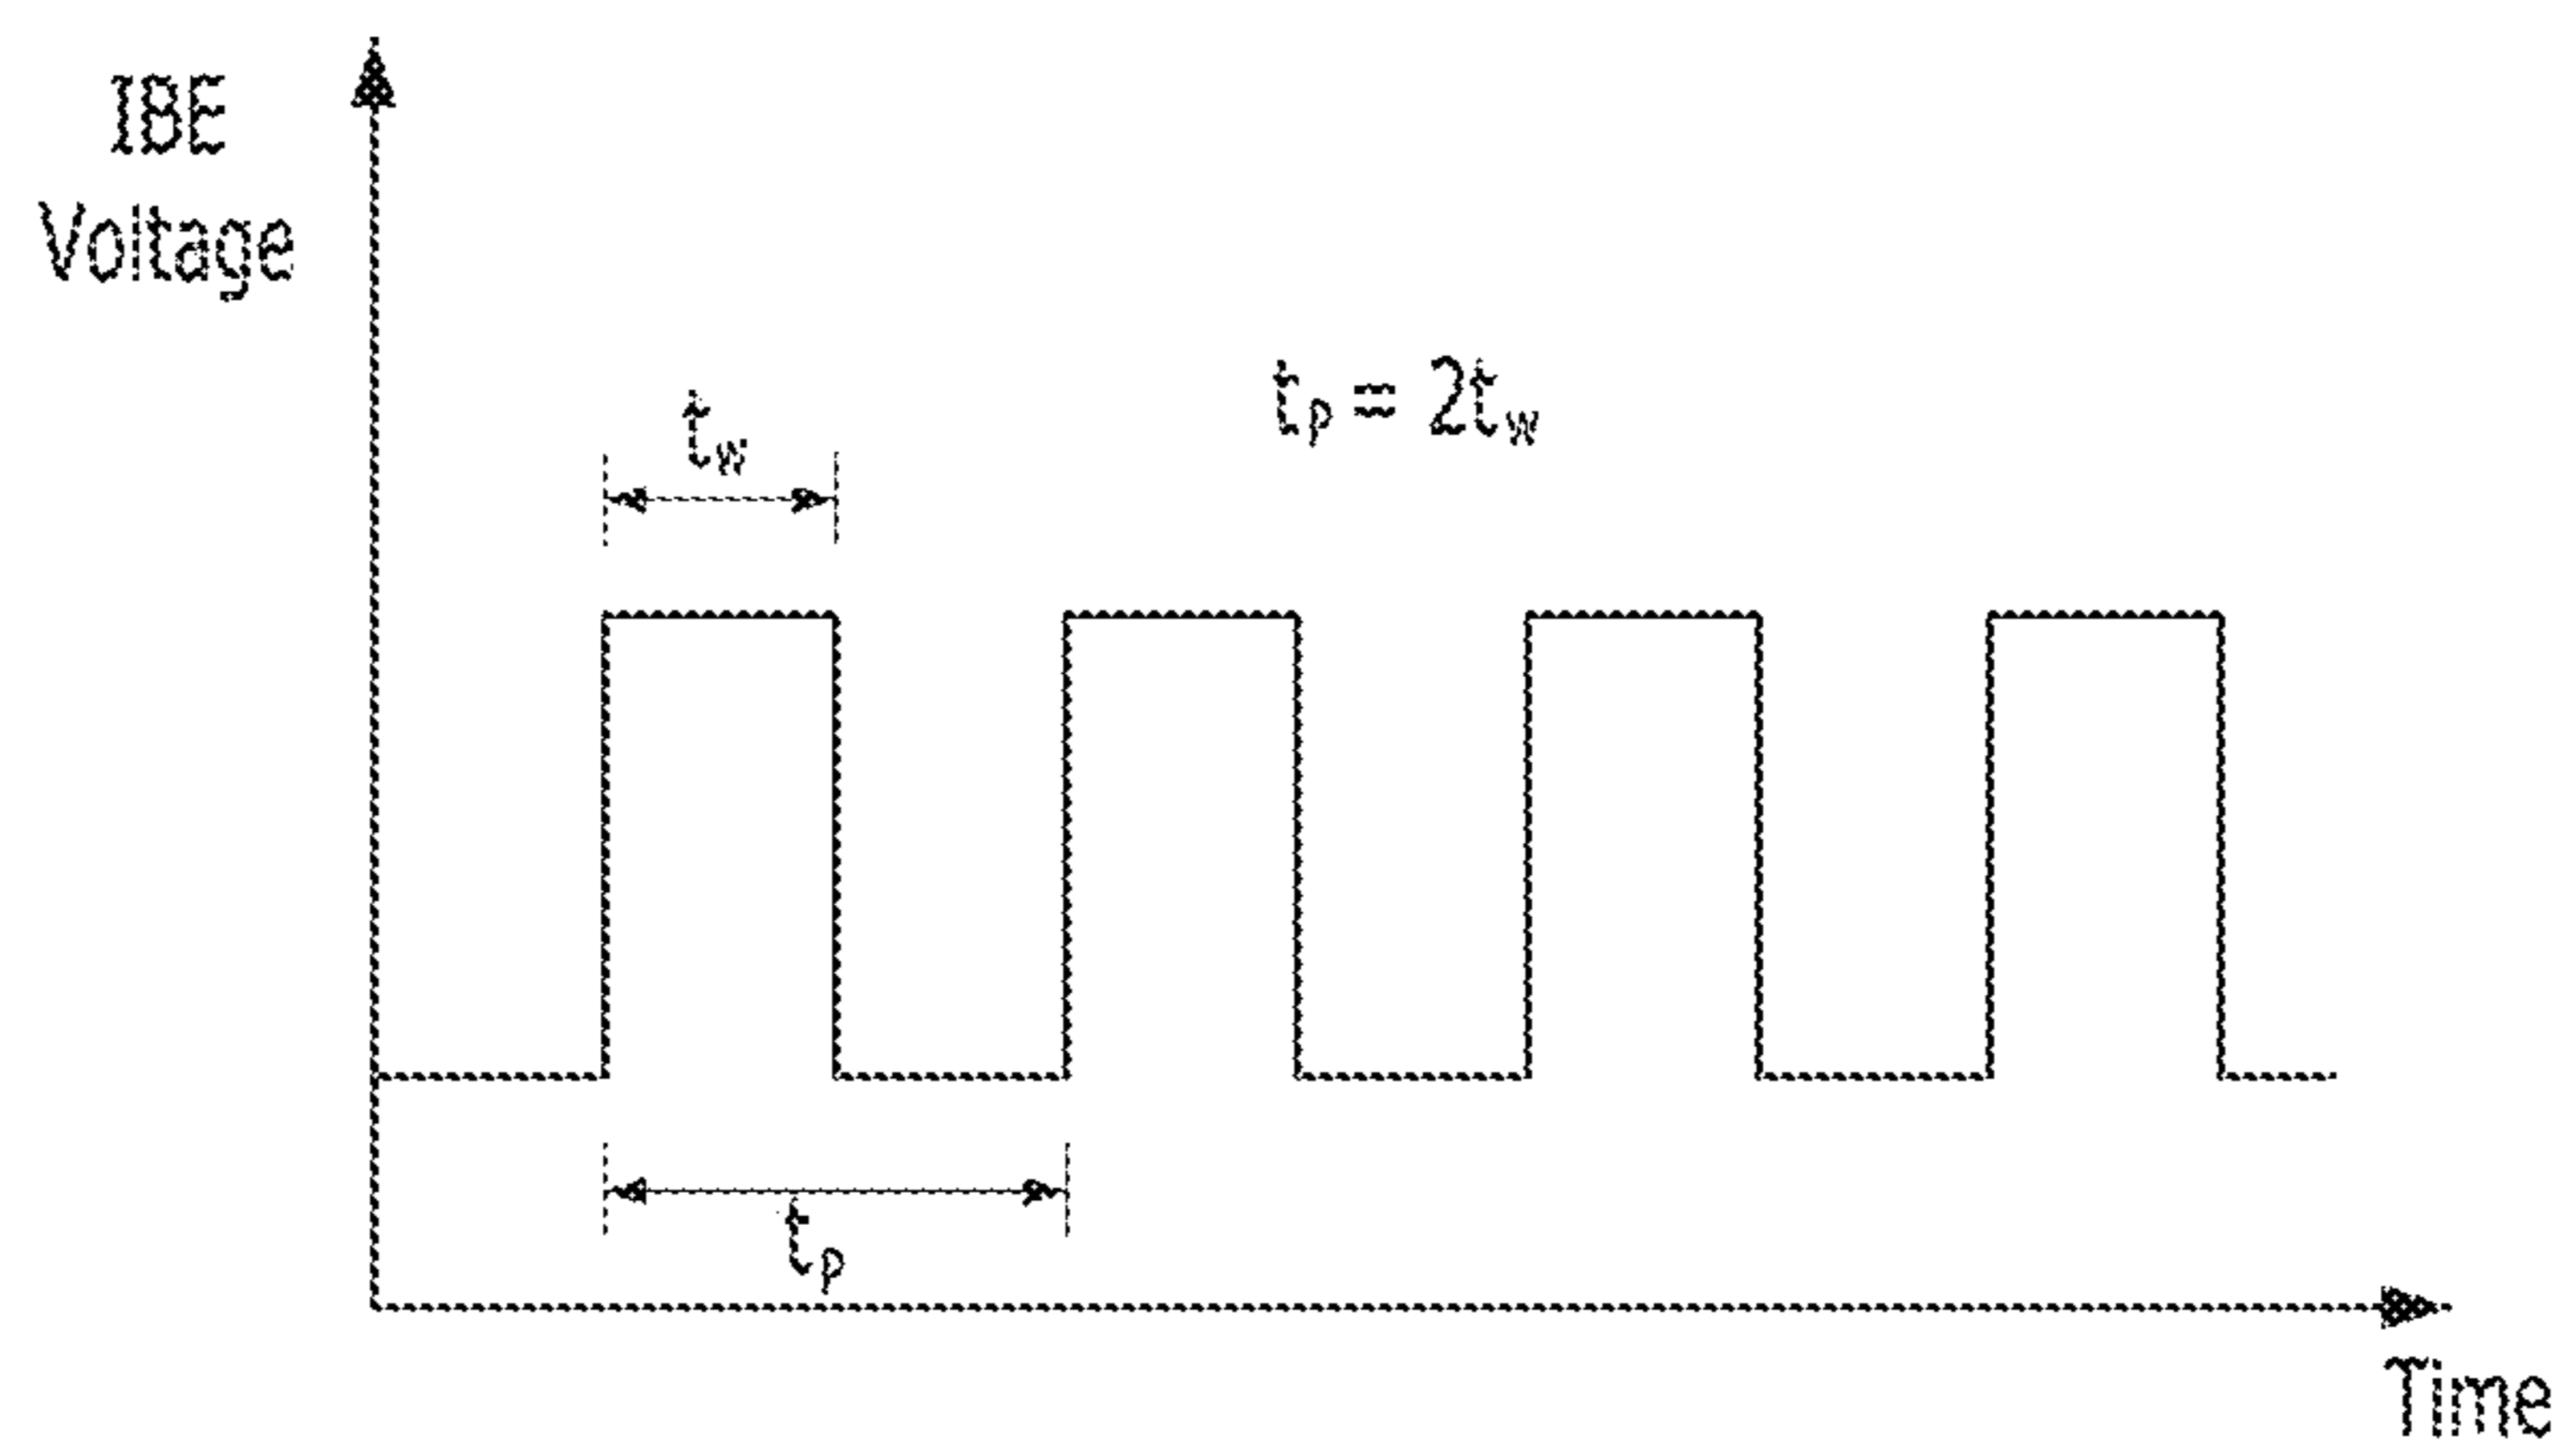 IBE
Voltage
tw
tp = 2tw
tp
Time